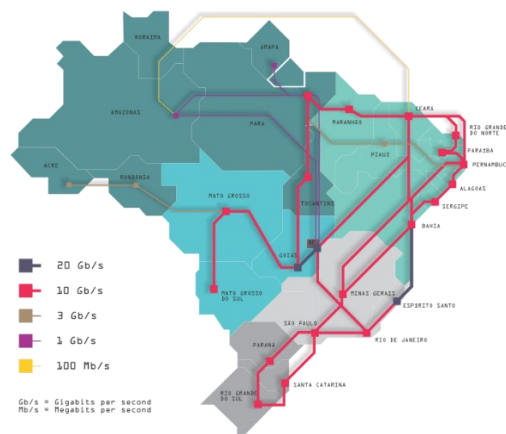 RORAIMA
AMAPA
AMAZONAS
PARA
MARANHAO
CEARA
RIO GRANDE
DO NORTE
PARAIBA
PIAUI
PERNAMBUC
ACRE
RONDONIA
MATO GROSSO
TOCANTINS
ALAGOAS
SERGIPE
BAHIA
GOIAS
MATO GROSSO
DO SUL
MINAS GERAIS
ESPIRITO SANTO
SAO PAULO
RIO DE JANEIRO
PARANA
SANTA CATARINA
RIO GRANDE
DO SUL
20 Gb/s
10 Gb/s
3 Gb/s
1 Gb/s
100 Mb/s
Gb/s = Gigabits per second
Mb/s = Megabits per second